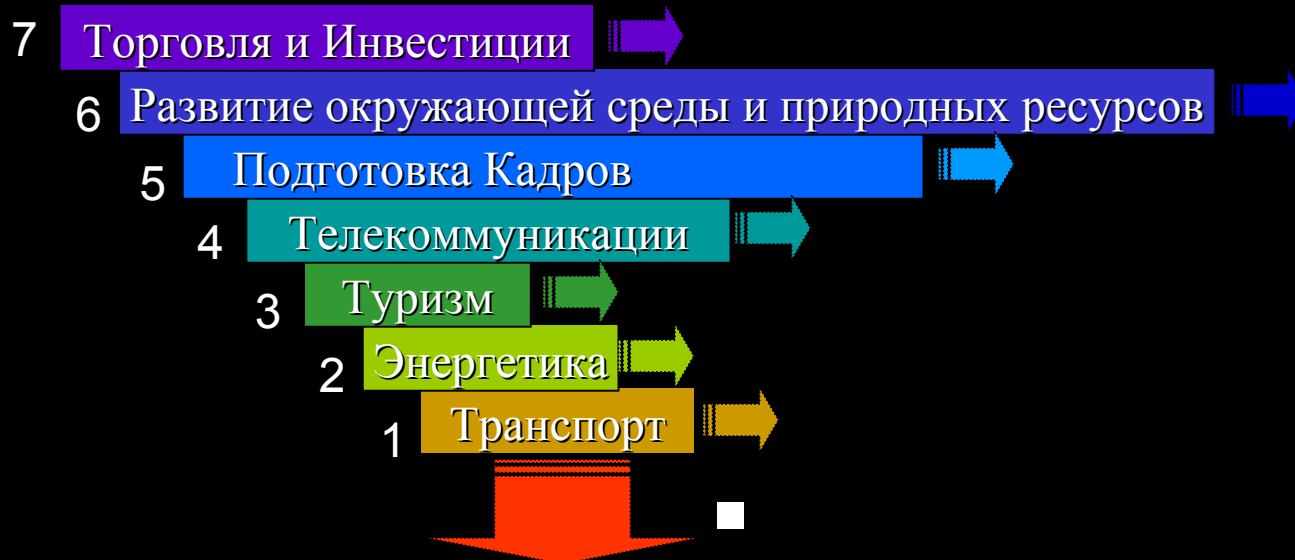 7 Торговля и Инвестиции
6 Развитие окружающей среды и природных ресурсов
5 Подготовка Кадров
4 Телекоммуникации
3 Туризм
2 Энергетика
1 Транспорт